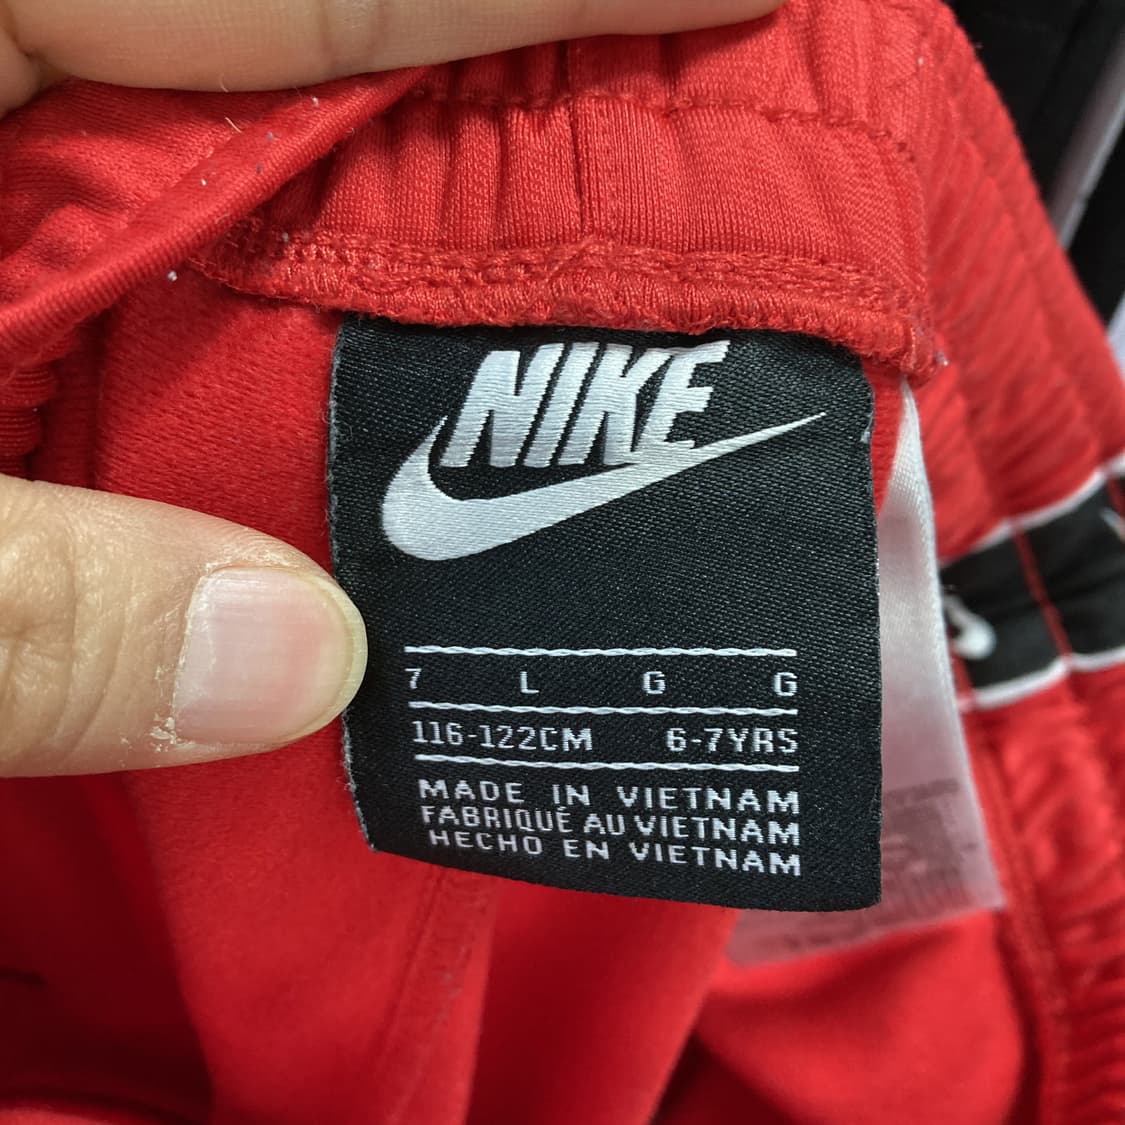 NIKE
7 L G G
116-122CM 6-7YRS
MADE IN VIETNAM
FABRIQUÉ AU VIETNAM
HECHO EN VIETNAM